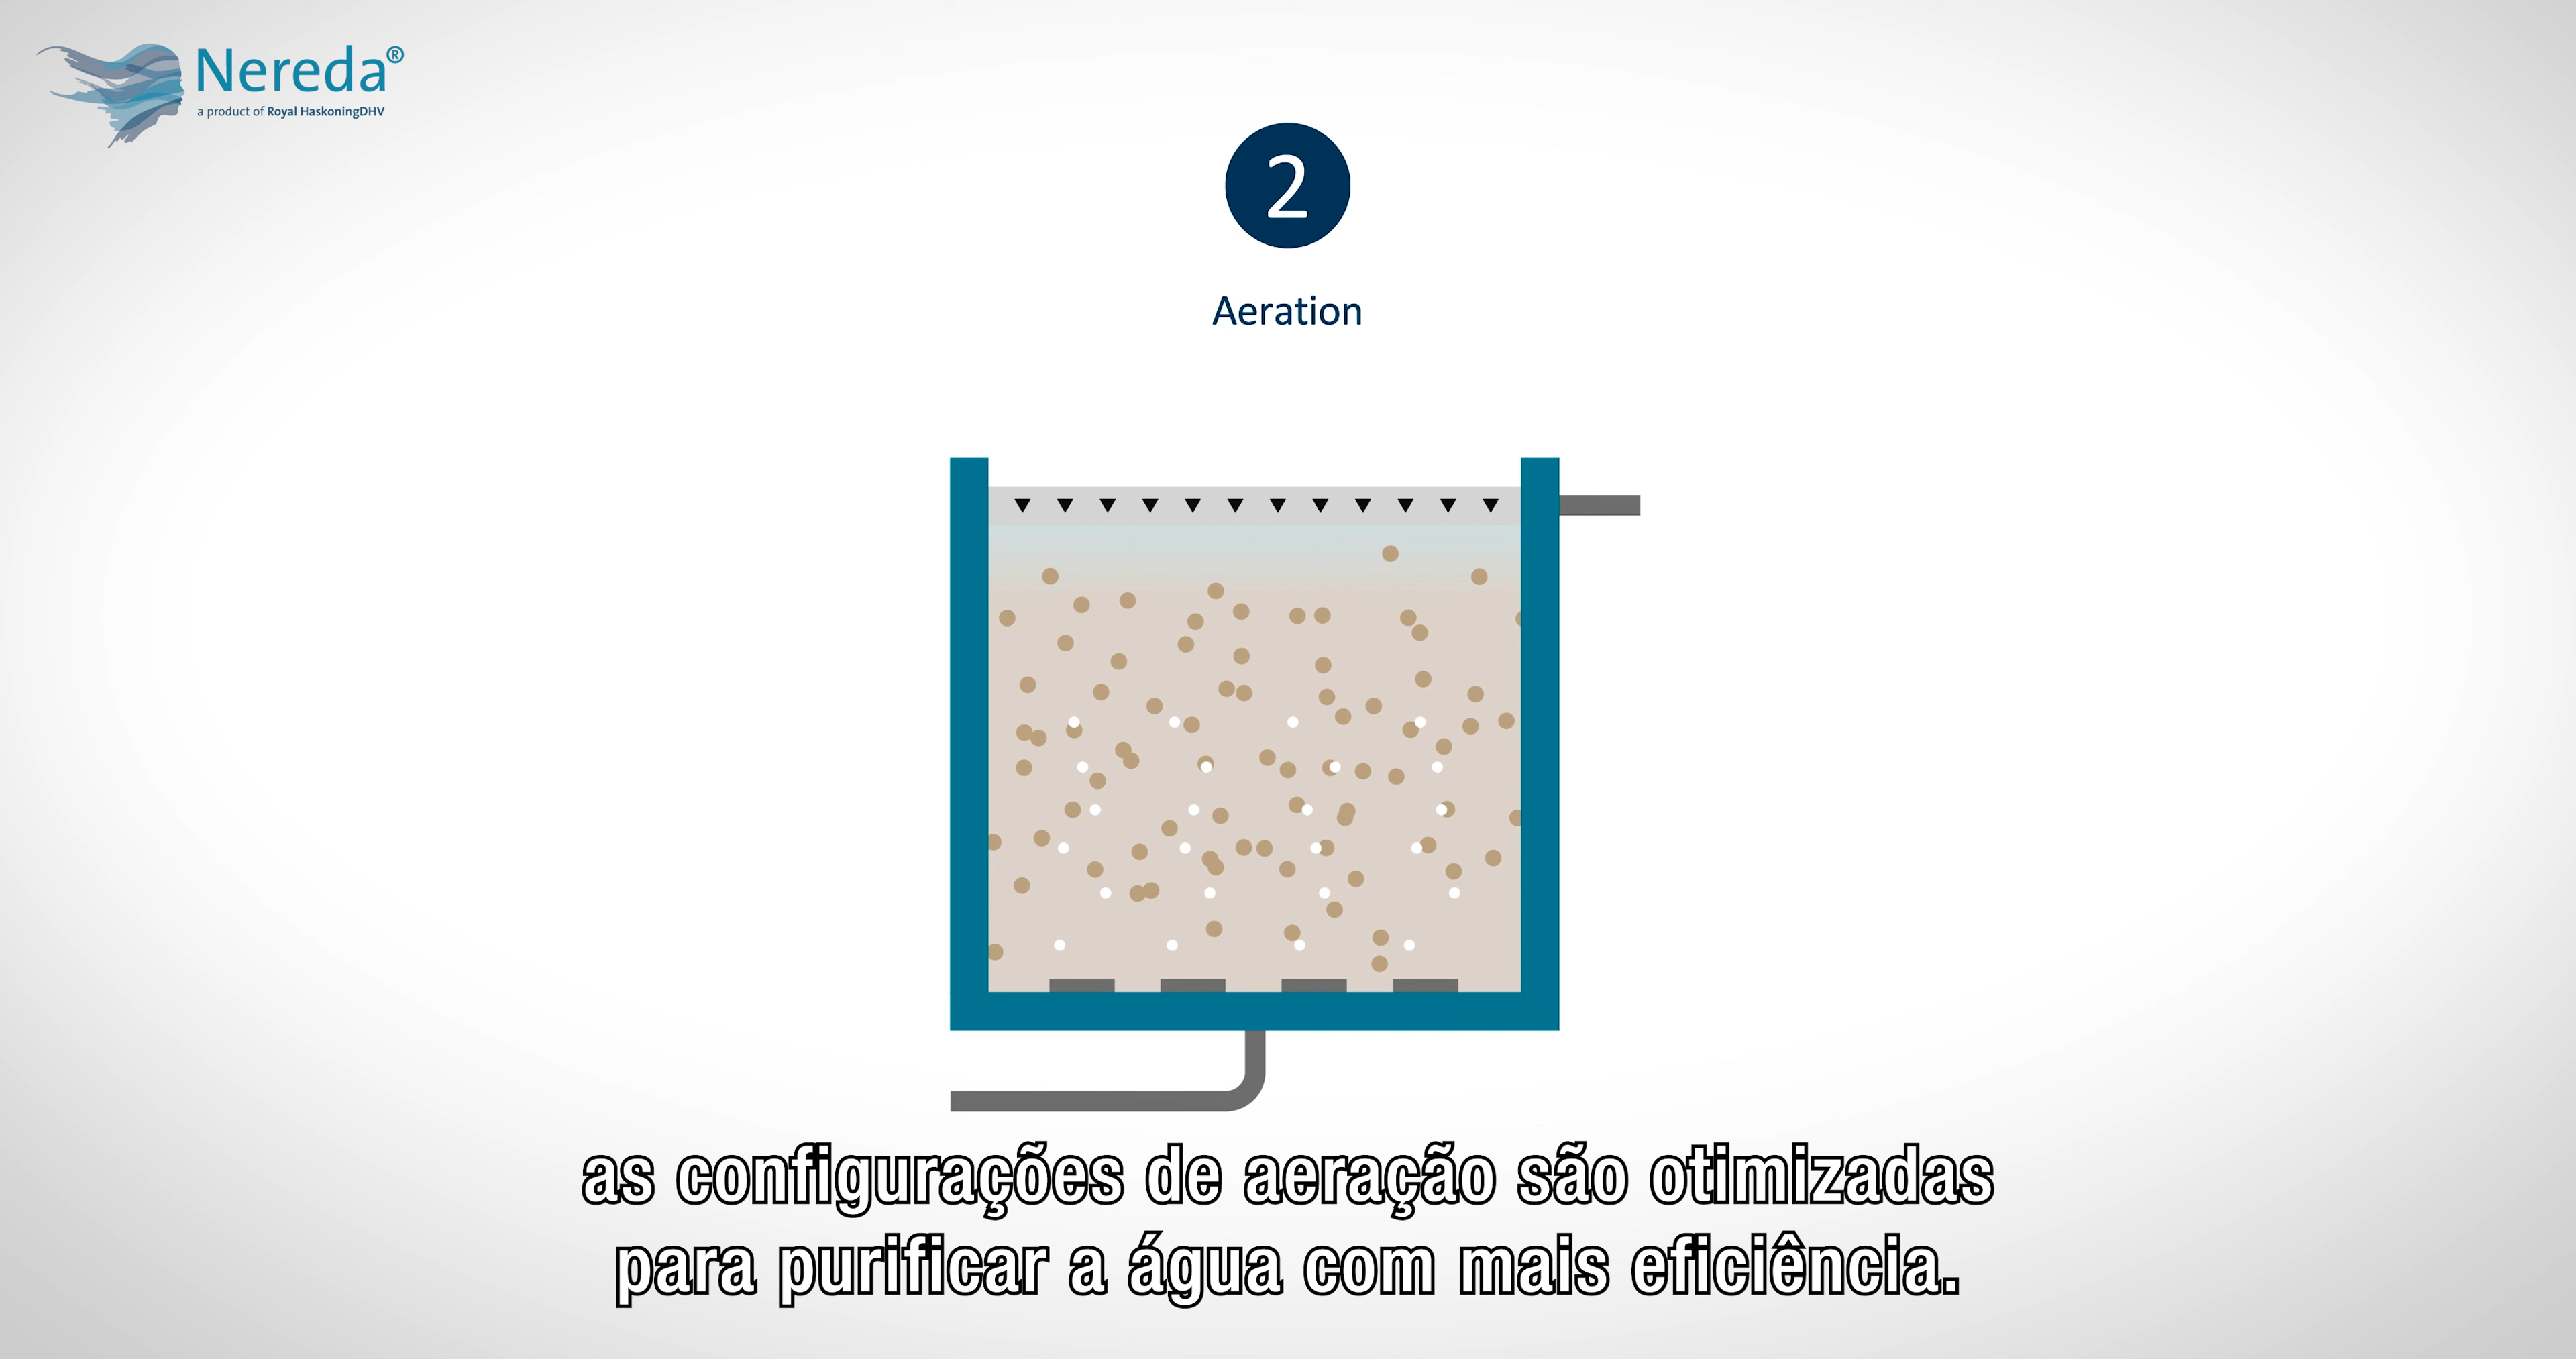 Nereda®
a product of Royal HaskoningDHV
2
Aeration
as configurações de aeração são otimizadas
para purificar a água com mais eficiência.